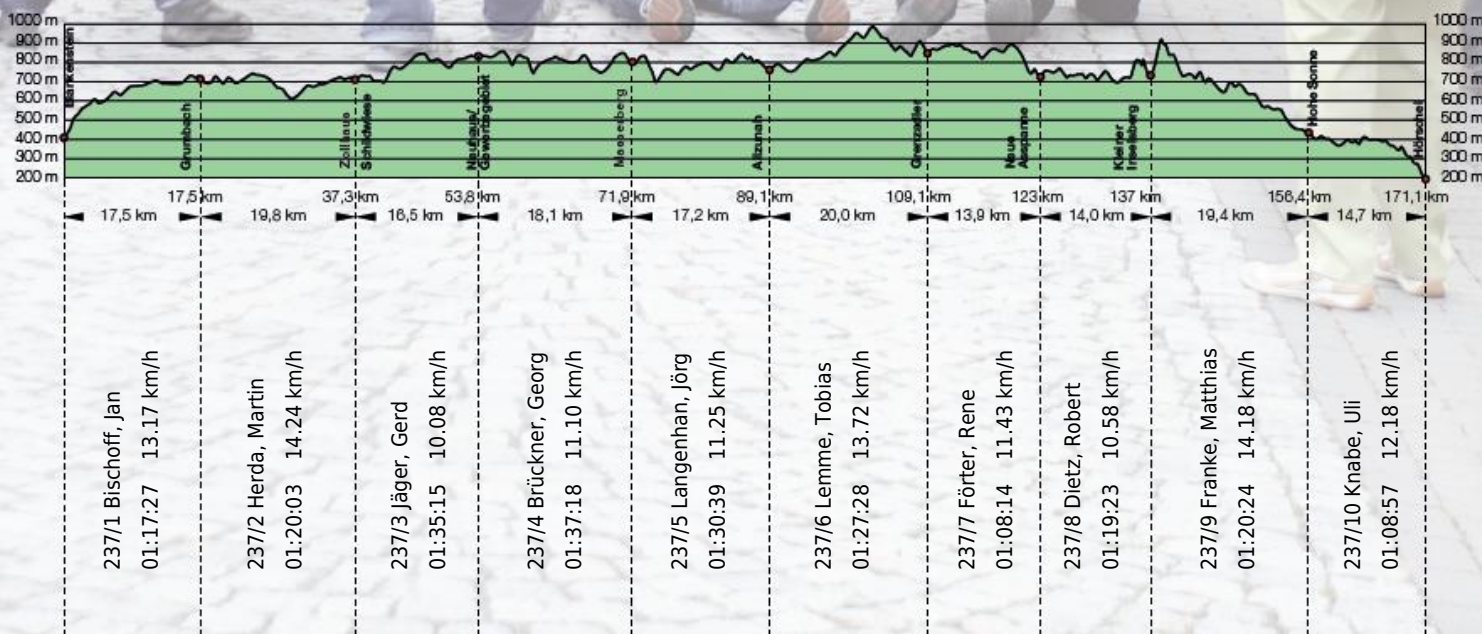 1000 m
900 m
800 m
700 m
600 m
500 m
400 m
300 m
200 m
1000 m
900 m
800 m
700 m
600 m
500 m
400 m
300 m
200 m
Blankenstein
Grumbach
Zollhaus
Schildwiese
Neuhaus/
Gewerbegebiet
Masserberg
Allzunah
Grenzadler
Neue
Ausspanne
Kleiner
Inselsberg
Hohe Sonne
Hörschel
17,5 km 37,3 km 53,8 km 71,9 km 89,1 km 109,1 km 123 km 137 km 156,4 km 171,1 km
17,5 km 19,8 km 16,5 km 18,1 km 17,2 km 20,0 km 13,9 km 14,0 km 19,4 km 14,7 km
237/1 Bischoff, Jan
01:17:27 13.17 km/h
237/2 Herda, Martin
01:20:03 14.24 km/h
237/3 Jäger, Gerd
01:35:15 10.08 km/h
237/4 Brückner, Georg
01:37:18 11.10 km/h
237/5 Langenhan, Jörg
01:30:39 11.25 km/h
237/6 Lemme, Tobias
01:27:28 13.72 km/h
237/7 Förter, Rene
01:08:14 11.43 km/h
237/8 Dietz, Robert
01:19:23 10.58 km/h
237/9 Franke, Matthias
01:20:24 14.18 km/h
237/10 Knabe, Uli
01:08:57 12.18 km/h